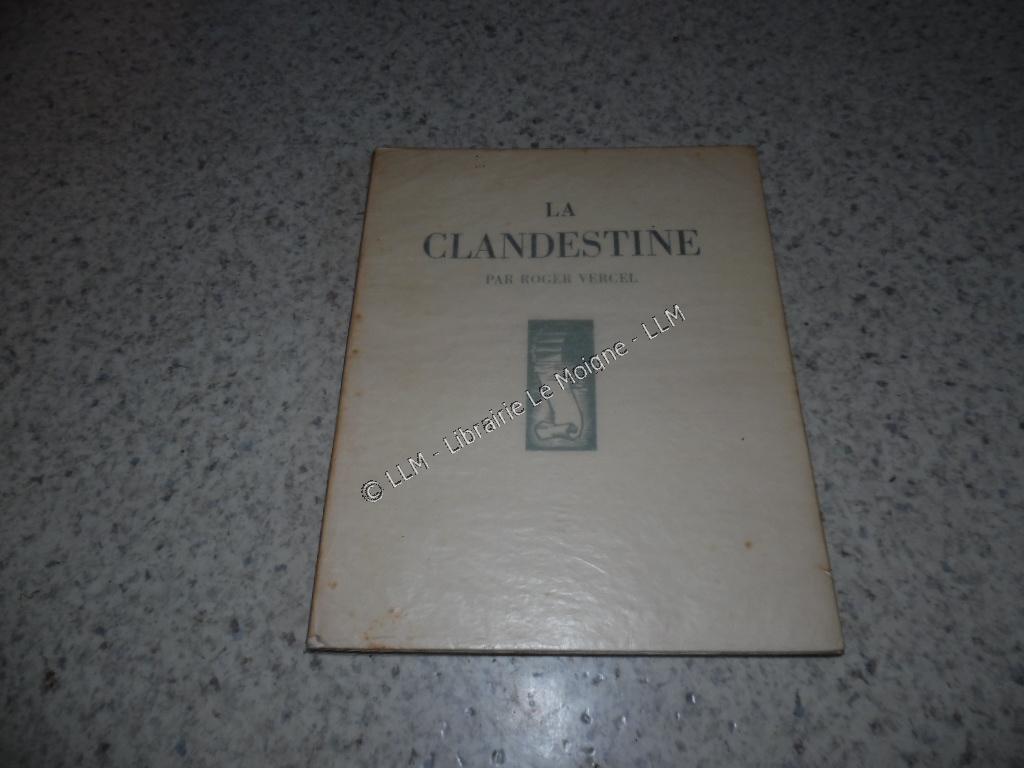 LA
CLANDESTINE
PAR ROGER VERCEL
© LLM - Librairie Le Moigne - LLM